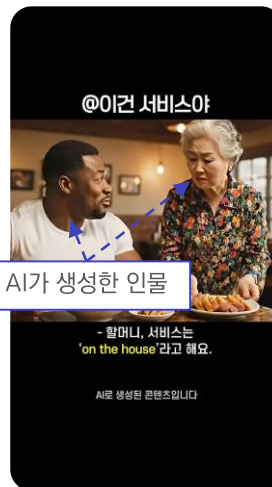 @이건 서비스야
AI가 생성한 인물
- 할머니, 서비스는
'on the house'라고 해요.
AI로 생성된 콘텐츠입니다